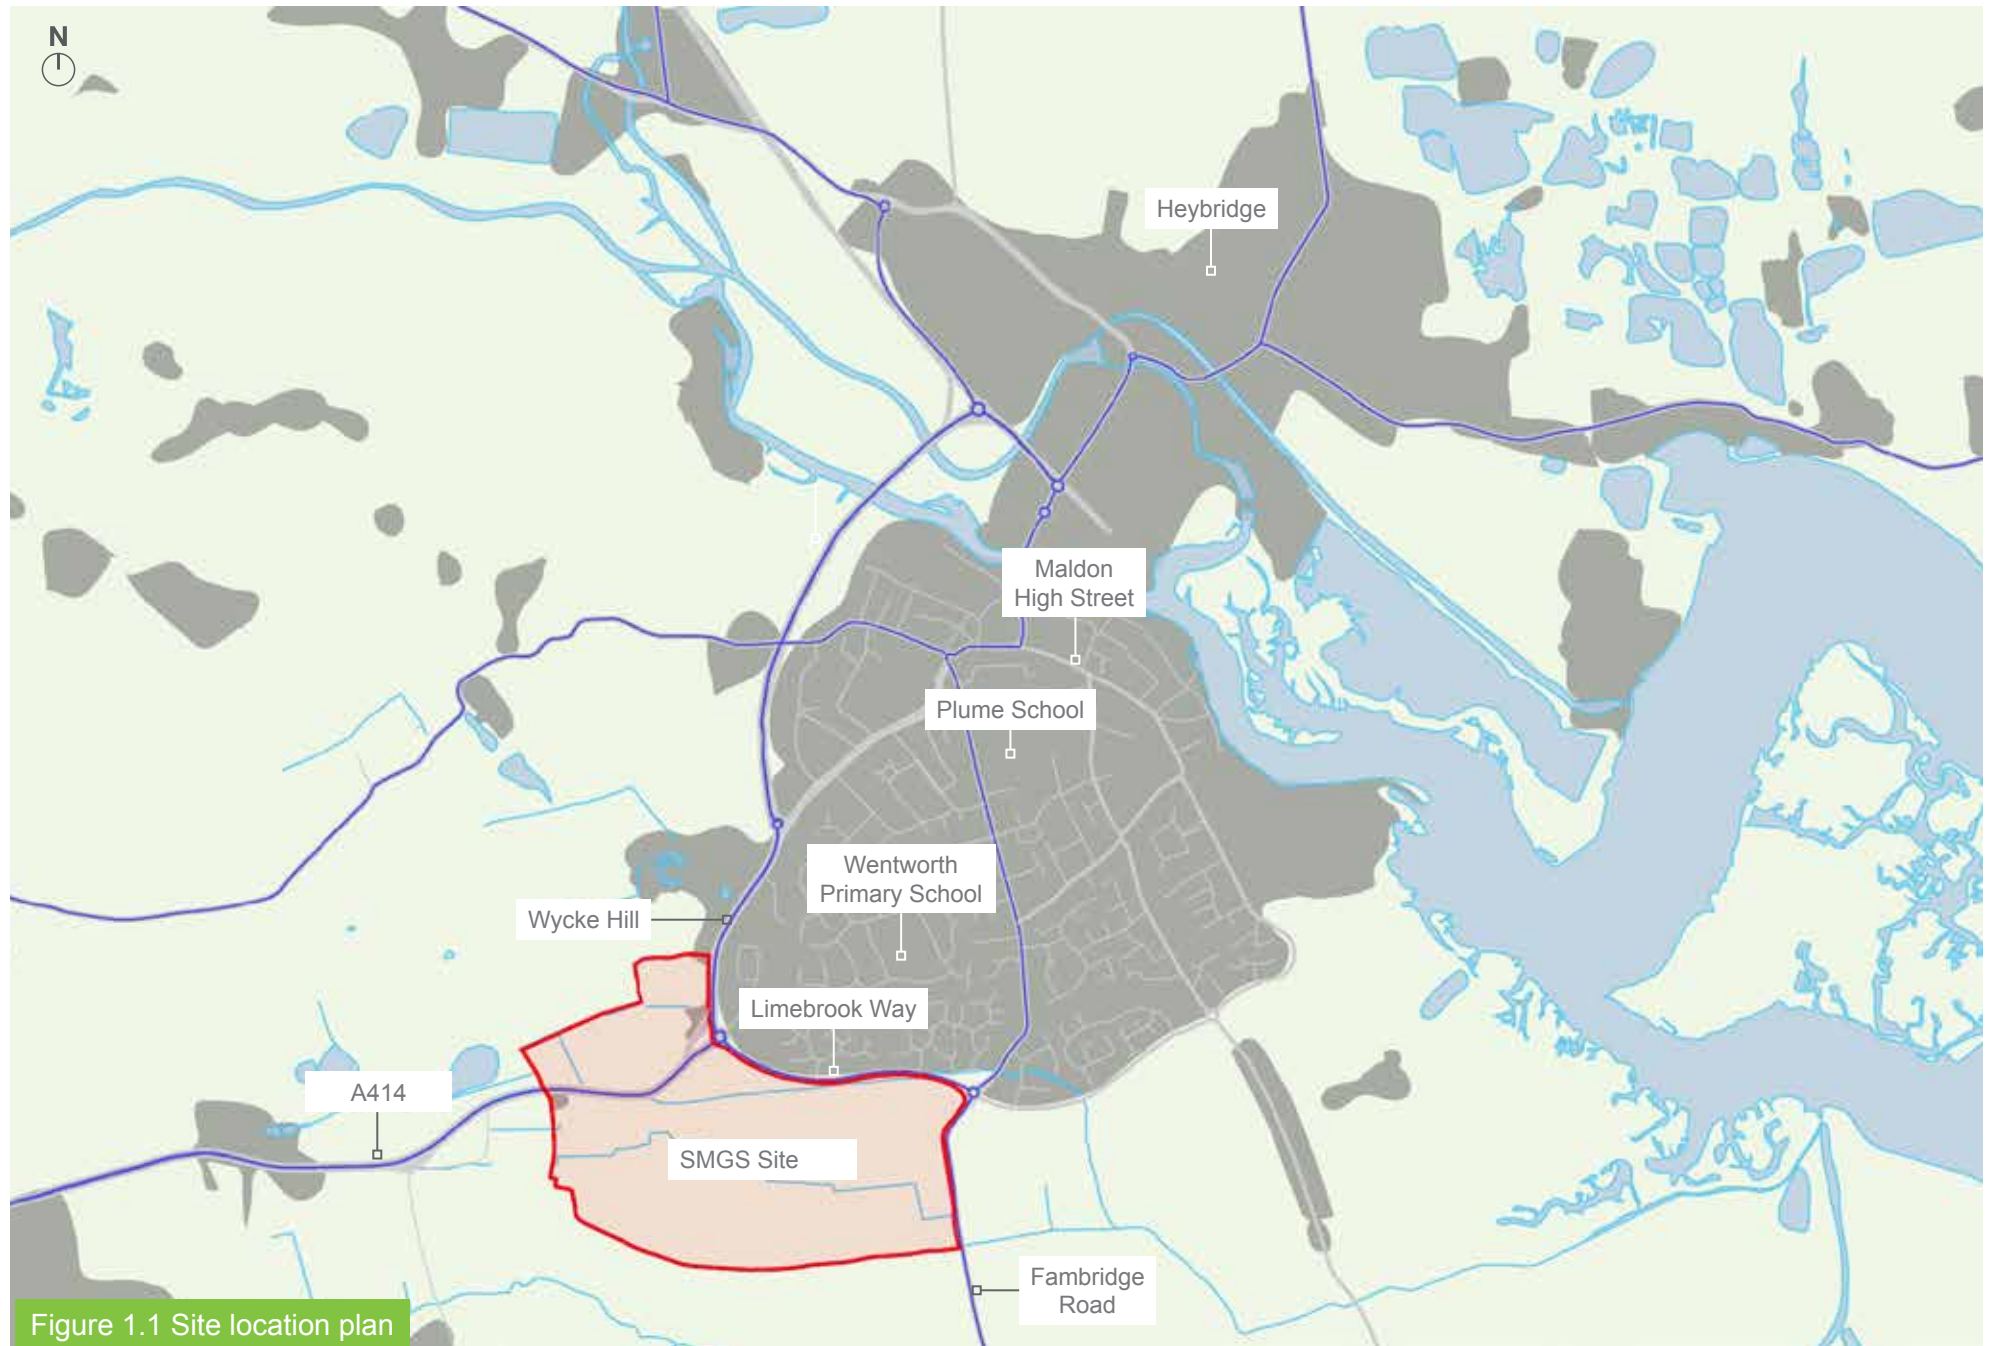 N
Heybridge
Maldon
High Street
Plume School
Wentworth
Primary School
Wycke Hill
Limebrook Way
A414
SMGS Site
Fambridge
Road
Figure 1.1 Site location plan